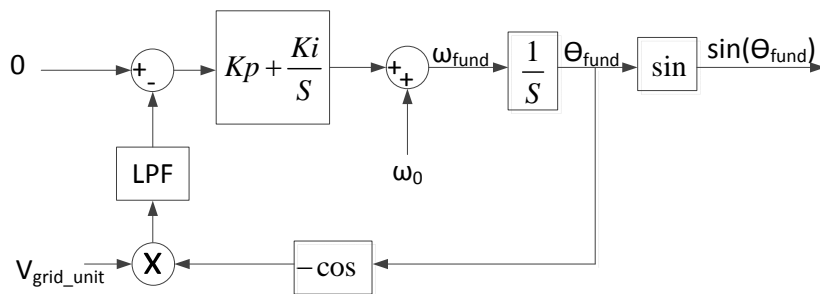 0
+
-
Kp + Ki/S
+
+
ω_fund
1/S
Θ_fund
sin
sin(Θ_fund)
LPF
ω_0
V_grid_unit
X
−cos